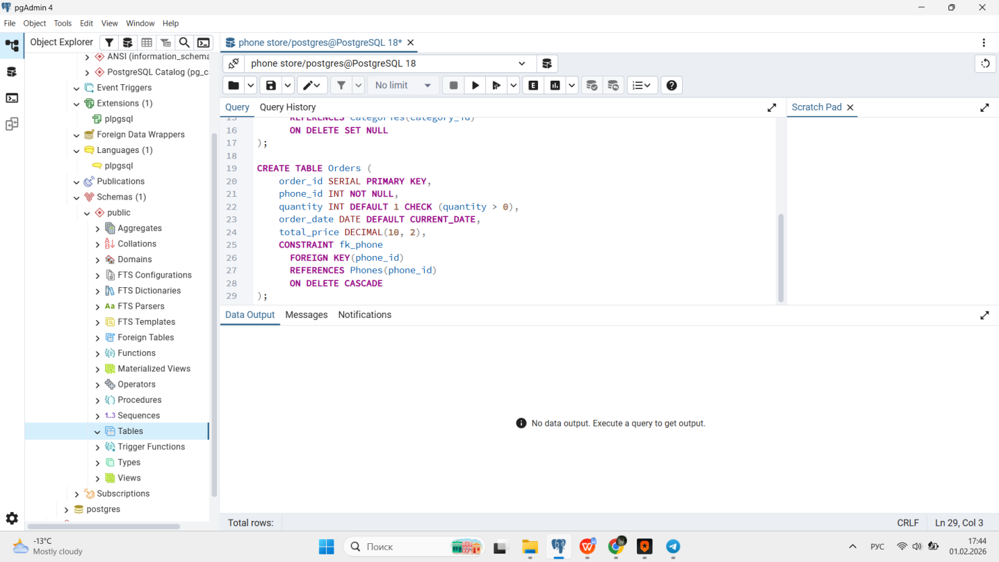 pgAdmin 4
File Object Tools Edit View Window Help
Object Explorer
phone store/postgres@PostgreSQL 18*
ANSI (information_schema
PostgreSQL Catalog (pg_c
Event Triggers
Extensions (1)
plpgsql
Foreign Data Wrappers
Languages (1)
plpgsql
Publications
Schemas (1)
public
Aggregates
Collations
Domains
FTS Configurations
FTS Dictionaries
Aa FTS Parsers
FTS Templates
Foreign Tables
Functions
Materialized Views
Operators
Procedures
1..3 Sequences
Tables
Trigger Functions
Types
Views
Subscriptions
postgres
phone store/postgres@PostgreSQL 18
No limit
E
Query Query History
Scratch Pad
15 REFERENCES Categories(category_id)
16 ON DELETE SET NULL
17 );
18
19 CREATE TABLE Orders (
20 order_id SERIAL PRIMARY KEY,
21 phone_id INT NOT NULL,
22 quantity INT DEFAULT 1 CHECK (quantity > 0),
23 order_date DATE DEFAULT CURRENT_DATE,
24 total_price DECIMAL(10, 2),
25 CONSTRAINT fk_phone
26 FOREIGN KEY(phone_id)
27 REFERENCES Phones(phone_id)
28 ON DELETE CASCADE
29 );
Data Output Messages Notifications
No data output. Execute a query to get output.
Total rows:
CRLF Ln 29, Col 3
-13°C
Mostly cloudy
Поиск
РУС
17:44
01.02.2026